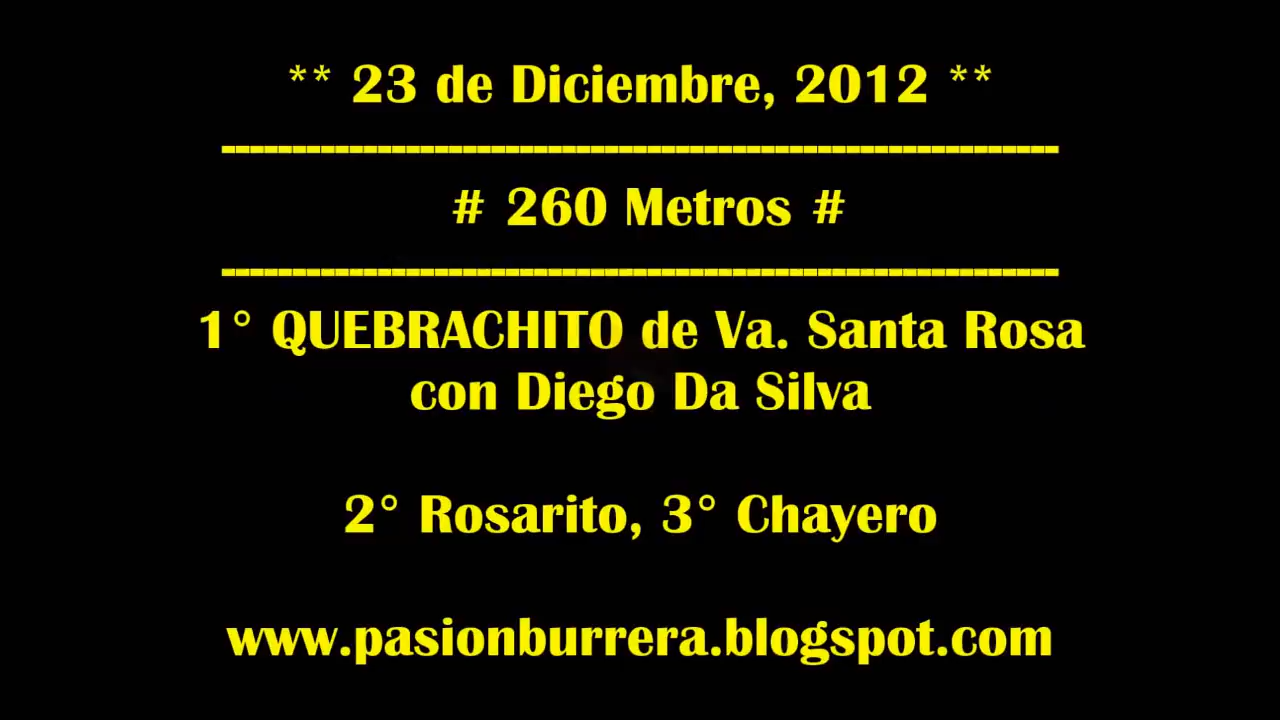 ** 23 de Diciembre, 2012 **
------------------------------------------------------------
# 260 Metros #
------------------------------------------------------------
1° QUEBRACHITO de Va. Santa Rosa
con Diego Da Silva
2° Rosarito, 3° Chayero
www.pasionburrera.blogspot.com